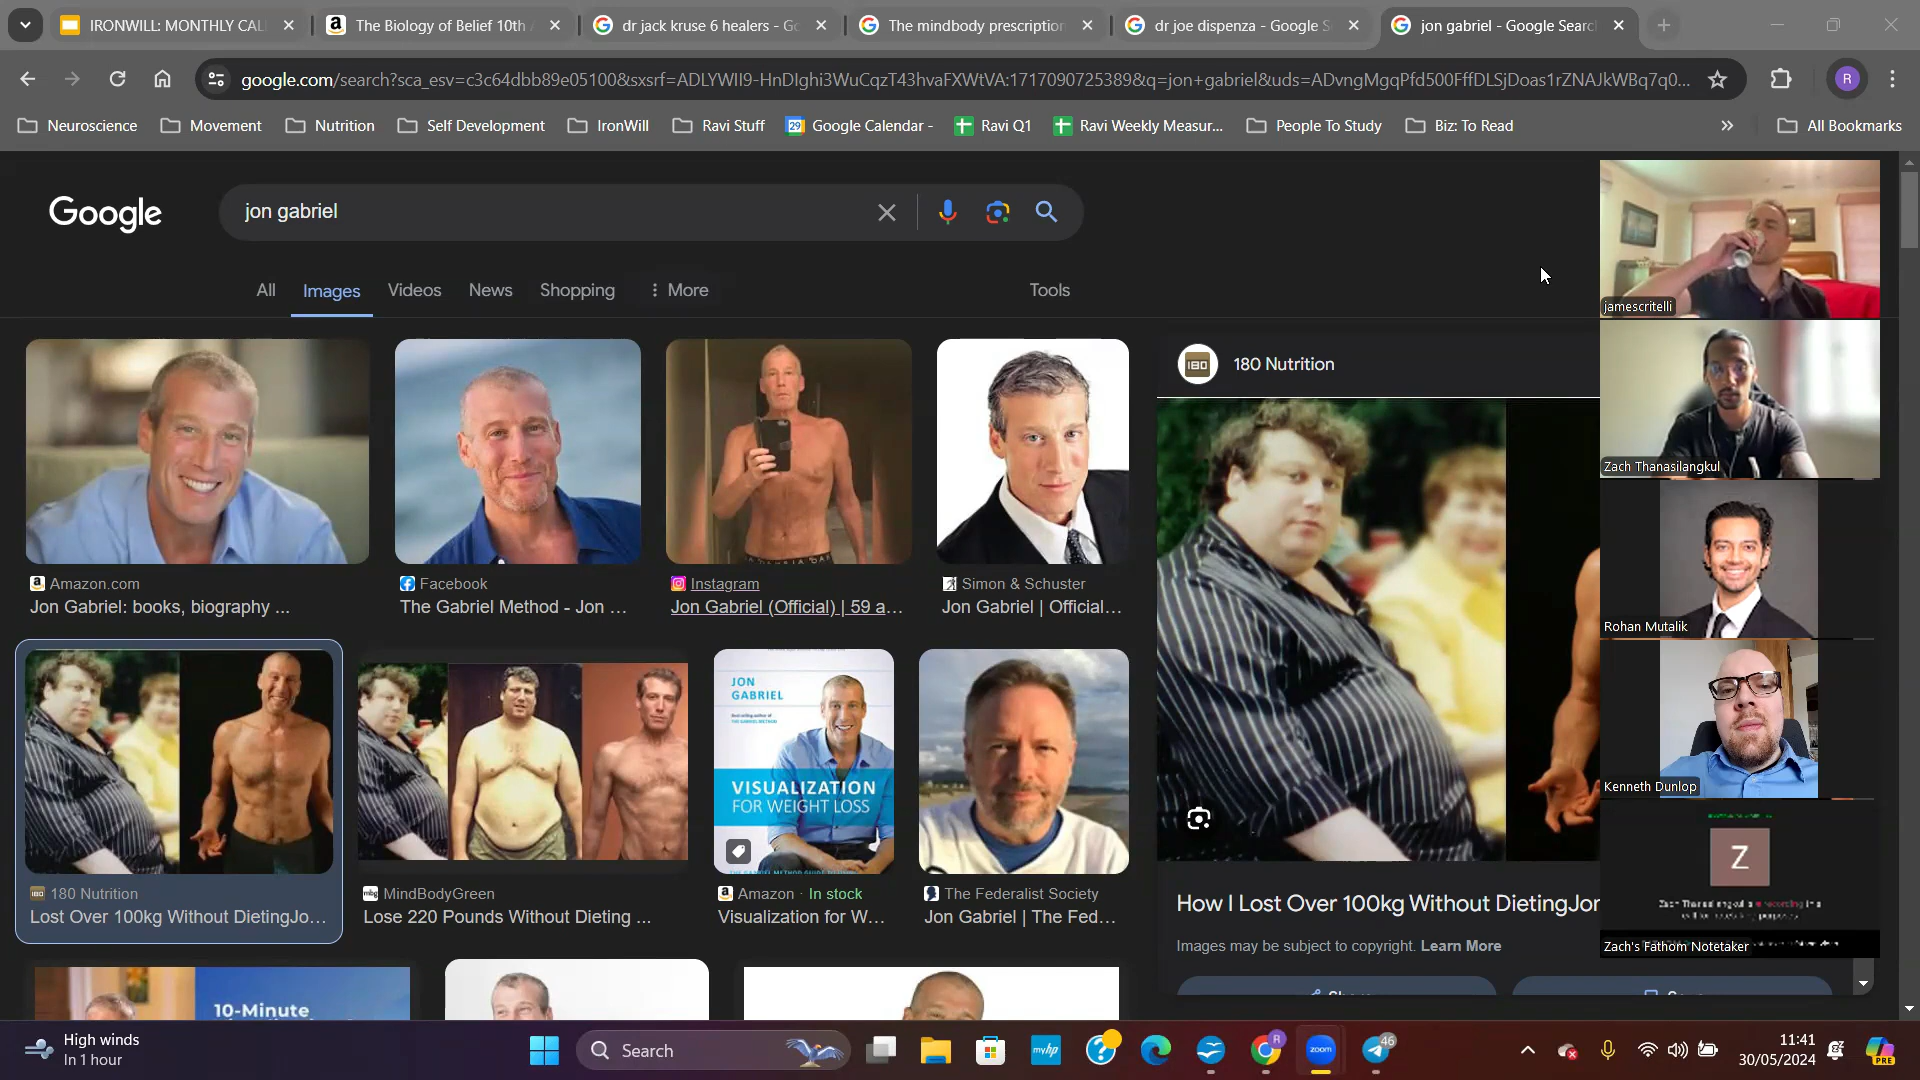 IRONWILL: MONTHLY CAL
The Biology of Belief 10th
dr jack kruse 6 healers - Go
The mindbody prescription
dr joe dispenza - Google S
jon gabriel - Google Search
google.com/search?sca_esv=c3c64dbb89e05100&sxsrf=ADLYWII9-HnDIghi3WuCqzT43hvaFXWtVA:1717090725389&q=jon+gabriel&uds=ADvngMgqPfd500FffDLSjDoas1rZNAJkWBq7q0...
R
Neuroscience
Movement
Nutrition
Self Development
IronWill
Ravi Stuff
Google Calendar -
Ravi Q1
Ravi Weekly Measur...
People To Study
Biz: To Read
All Bookmarks
Google
jon gabriel
All
Images
Videos
News
Shopping
More
Tools
Amazon.com
Jon Gabriel: books, biography ...
Facebook
The Gabriel Method - Jon ...
Instagram
Jon Gabriel (Official) | 59 a...
Simon & Schuster
Jon Gabriel | Official...
180 Nutrition
Lost Over 100kg Without DietingJo...
MindBodyGreen
Lose 220 Pounds Without Dieting ...
JON
GABRIEL
VISUALIZATION
FOR WEIGHT LOSS
Amazon · In stock
Visualization for W...
The Federalist Society
Jon Gabriel | The Fed...
10-Minute
180 Nutrition
How I Lost Over 100kg Without DietingJor
Images may be subject to copyright. Learn More
jamescritelli
Zach Thanasilangkul
Rohan Mutalik
Kenneth Dunlop
Z
Zach's Fathom Notetaker
High winds
In 1 hour
Search
myhp
zoom
46
11:41
30/05/2024
PRE